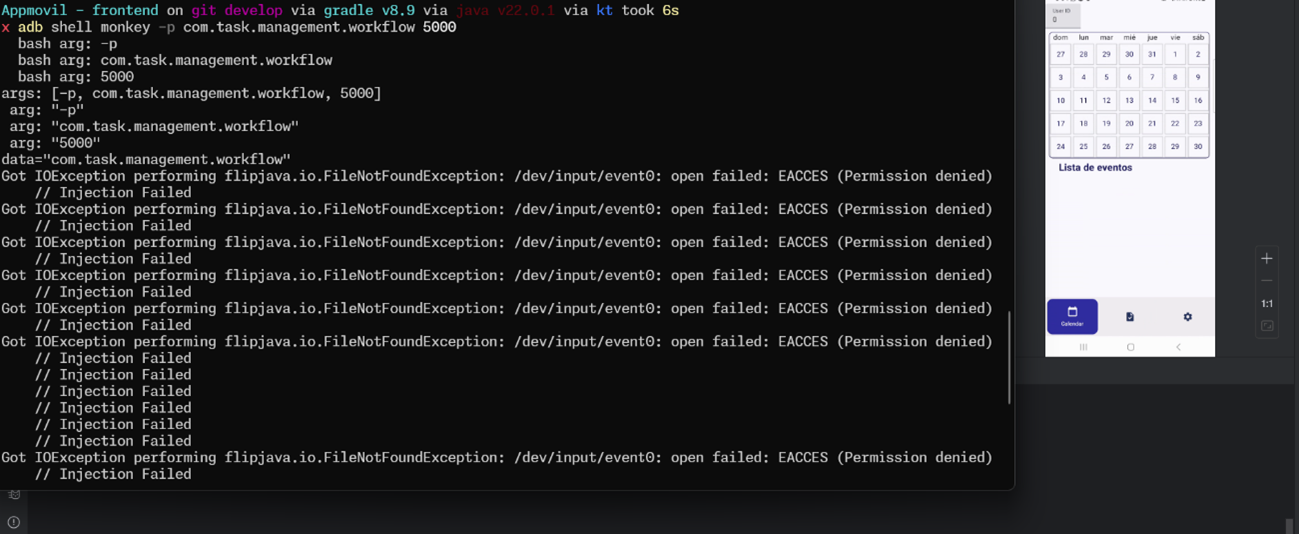 Appmovil - frontend on git develop via gradle v8.9 via java v22.0.1 via kt took 6s
x adb shell monkey -p com.task.management.workflow 5000
bash arg: -p
bash arg: com.task.management.workflow
bash arg: 5000
args: [-p, com.task.management.workflow, 5000]
arg: "-p"
arg: "com.task.management.workflow"
arg: "5000"
data="com.task.management.workflow"
Got IOException performing flipjava.io.FileNotFoundException: /dev/input/event0: open failed: EACCES (Permission denied)
// Injection Failed
Got IOException performing flipjava.io.FileNotFoundException: /dev/input/event0: open failed: EACCES (Permission denied)
// Injection Failed
Got IOException performing flipjava.io.FileNotFoundException: /dev/input/event0: open failed: EACCES (Permission denied)
// Injection Failed
Got IOException performing flipjava.io.FileNotFoundException: /dev/input/event0: open failed: EACCES (Permission denied)
// Injection Failed
Got IOException performing flipjava.io.FileNotFoundException: /dev/input/event0: open failed: EACCES (Permission denied)
// Injection Failed
Got IOException performing flipjava.io.FileNotFoundException: /dev/input/event0: open failed: EACCES (Permission denied)
// Injection Failed
// Injection Failed
// Injection Failed
// Injection Failed
// Injection Failed
// Injection Failed
Got IOException performing flipjava.io.FileNotFoundException: /dev/input/event0: open failed: EACCES (Permission denied)
// Injection Failed
User ID
0
dom lun mar mié jue vie sáb
27 28 29 30 31 1 2
3 4 5 6 7 8 9
10 11 12 13 14 15 16
17 18 19 20 21 22 23
24 25 26 27 28 29 30
Lista de eventos
Calendar
1:1